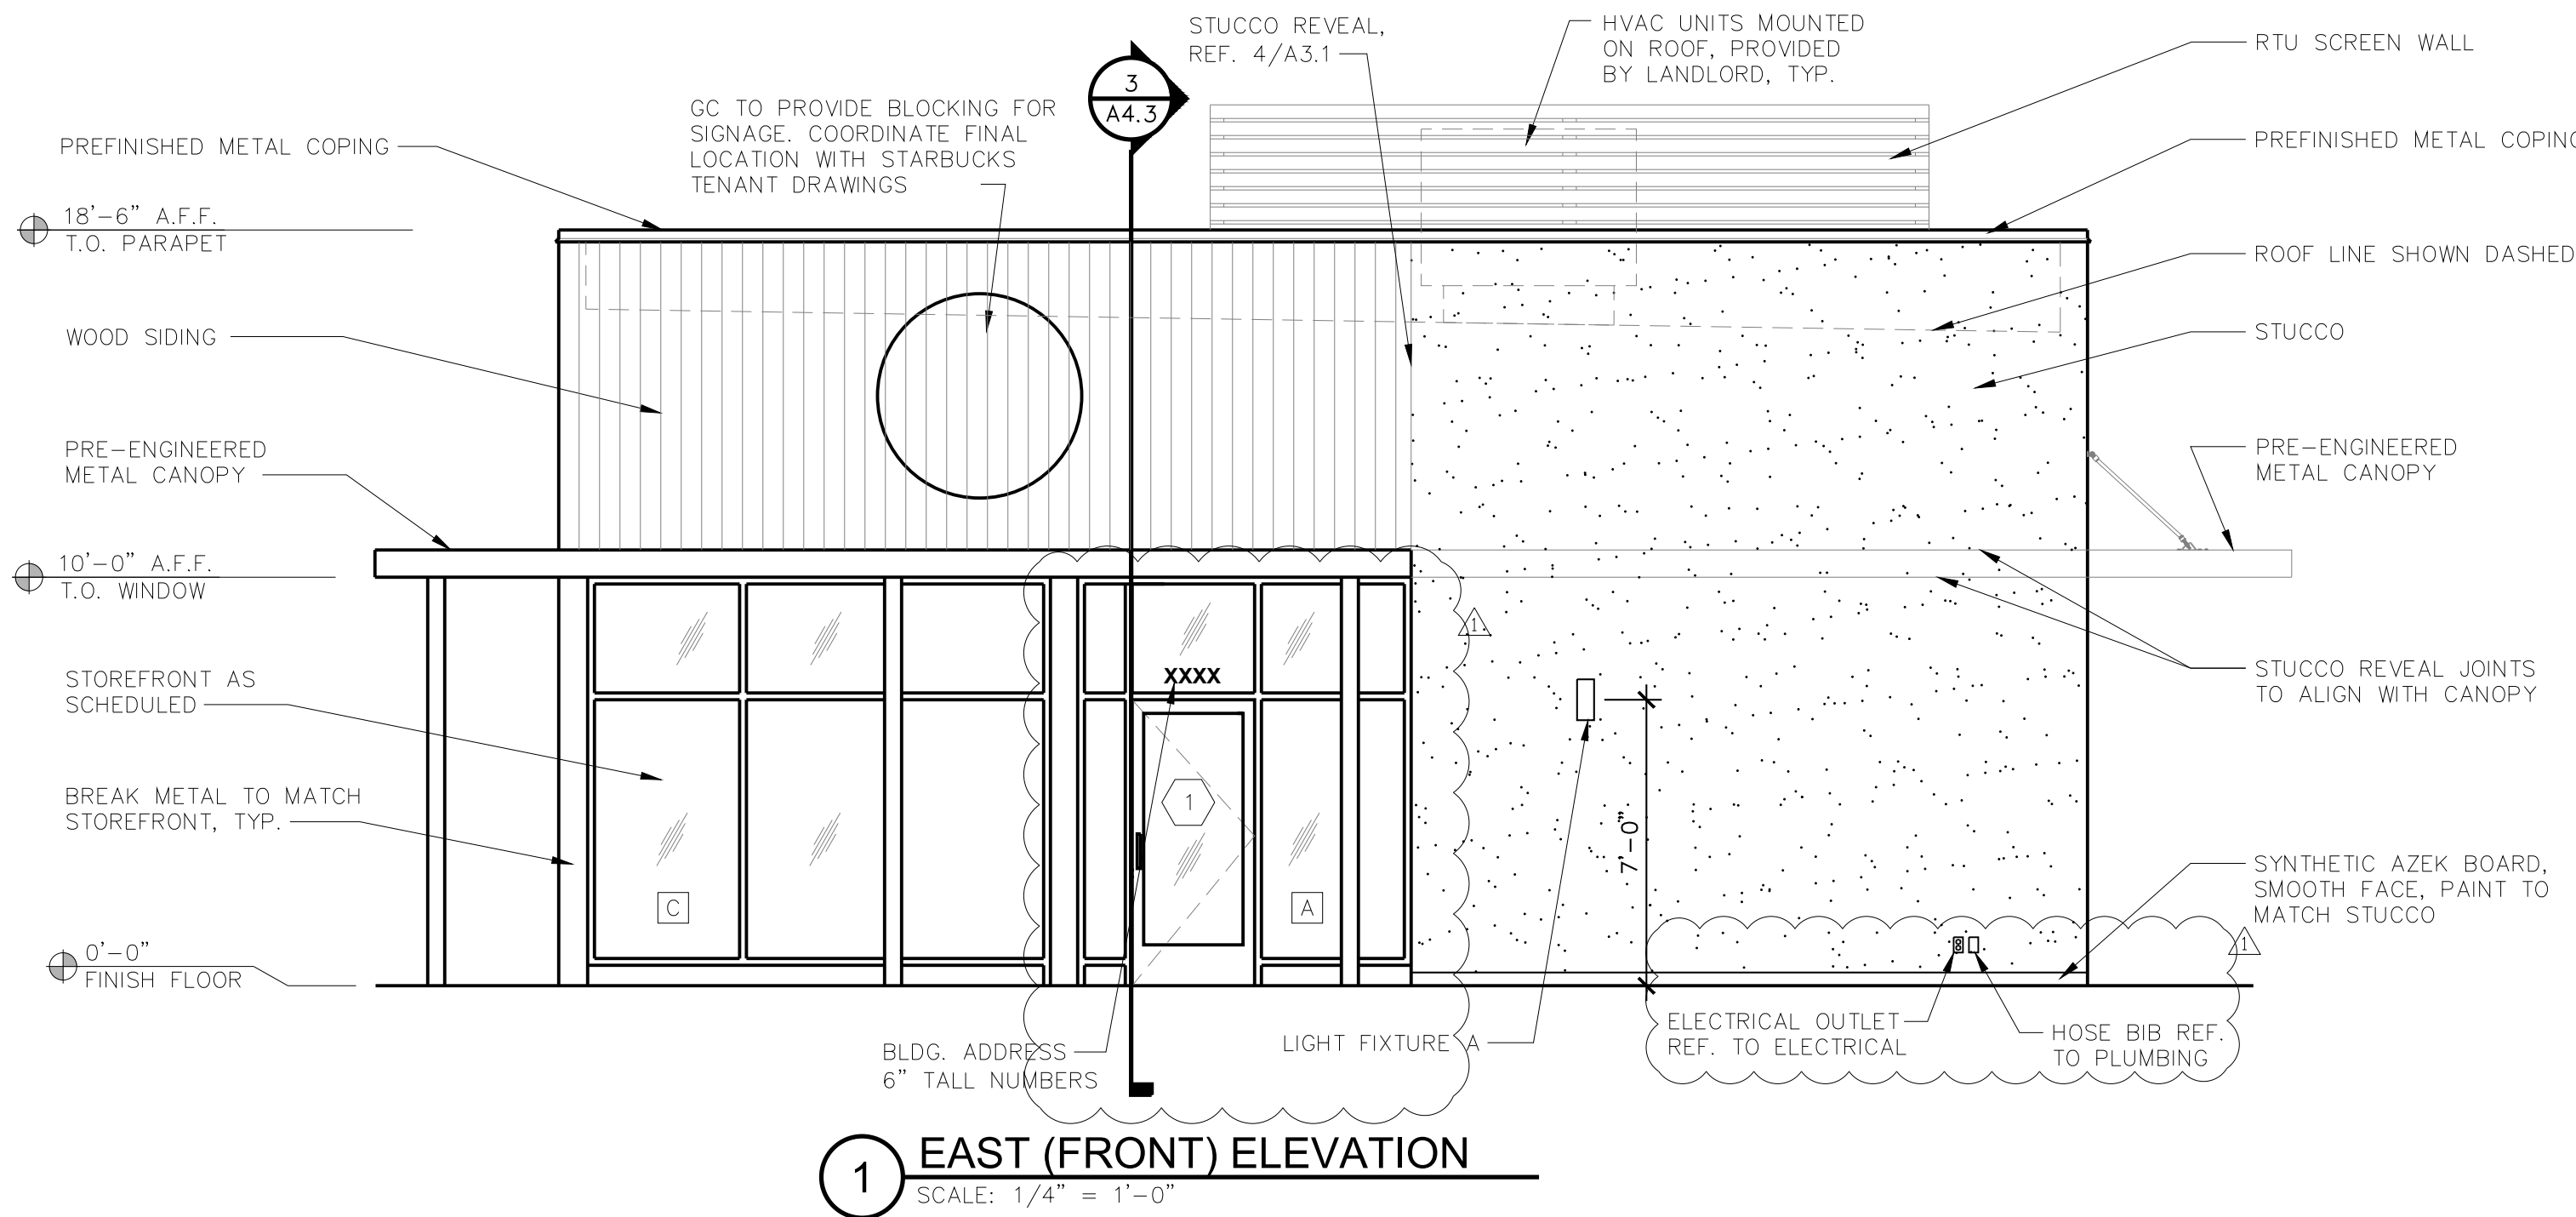 STUCCO REVEAL,
REF. 4/A3.1
HVAC UNITS MOUNTED
ON ROOF, PROVIDED
BY LANDLORD, TYP.
RTU SCREEN WALL
3
A4.3
GC TO PROVIDE BLOCKING FOR
SIGNAGE. COORDINATE FINAL
LOCATION WITH STARBUCKS
TENANT DRAWINGS
PREFINISHED METAL COPING
PREFINISHED METAL COPING
18'-6" A.F.F.
T.O. PARAPET
ROOF LINE SHOWN DASHED
WOOD SIDING
STUCCO
PRE-ENGINEERED
METAL CANOPY
PRE-ENGINEERED
METAL CANOPY
10'-0" A.F.F.
T.O. WINDOW
1
XXXX
STOREFRONT AS
SCHEDULED
STUCCO REVEAL JOINTS
TO ALIGN WITH CANOPY
BREAK METAL TO MATCH
STOREFRONT, TYP.
1
7'-0"
C
A
SYNTHETIC AZEK BOARD,
SMOOTH FACE, PAINT TO
MATCH STUCCO
1
0'-0"
FINISH FLOOR
BLDG. ADDRESS
6" TALL NUMBERS
LIGHT FIXTURE A
ELECTRICAL OUTLET
REF. TO ELECTRICAL
HOSE BIB REF.
TO PLUMBING
1
EAST (FRONT) ELEVATION
SCALE: 1/4" = 1'-0"